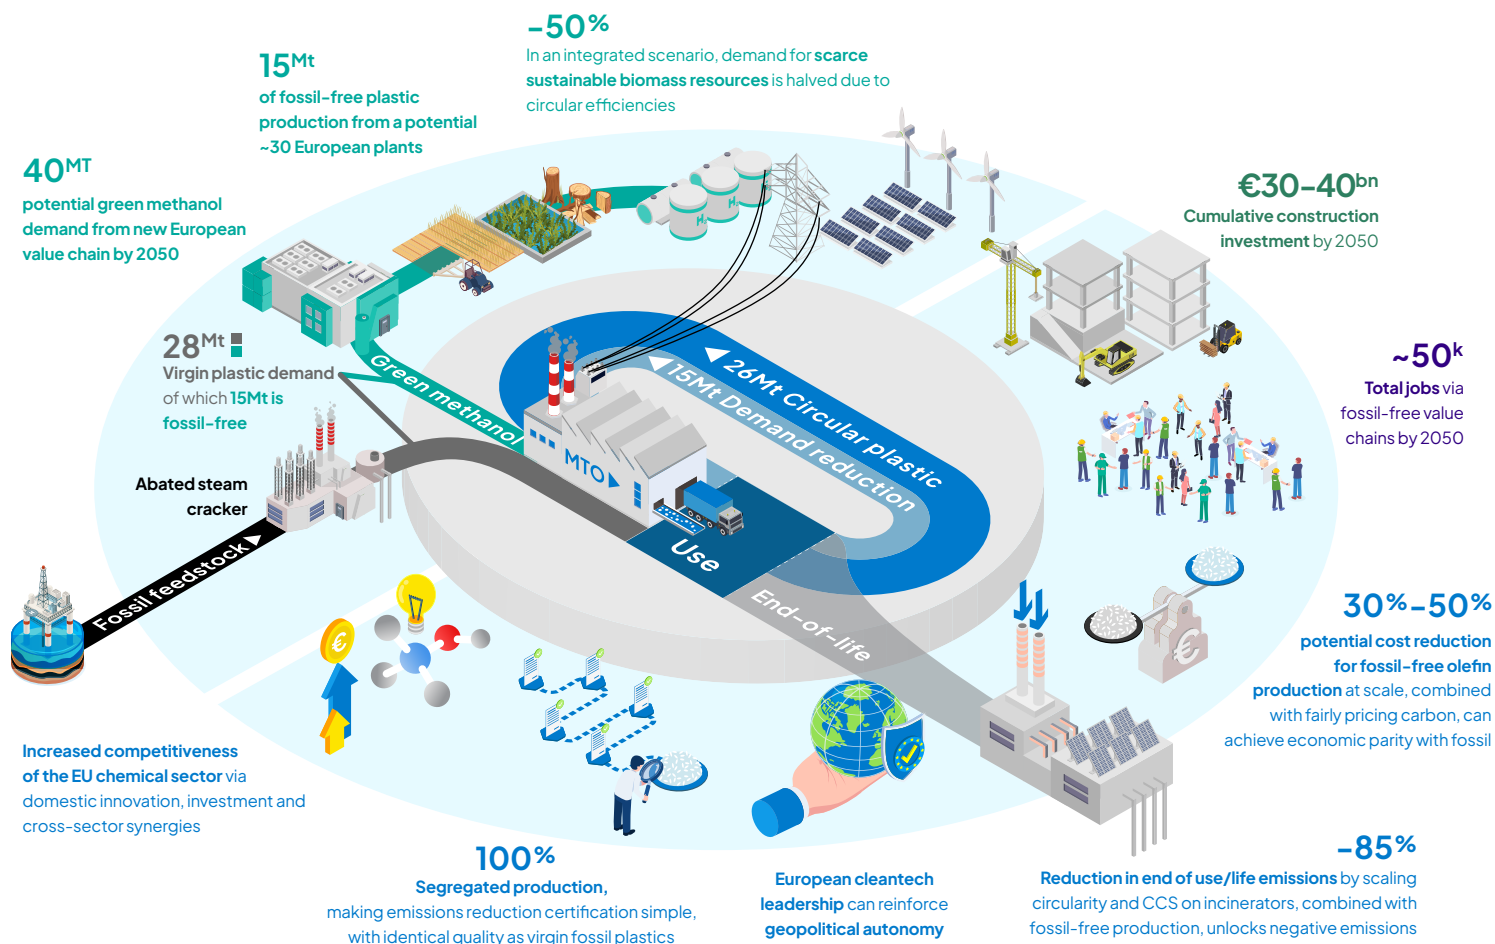 -50%
In an integrated scenario, demand for scarce
sustainable biomass resources is halved due to
circular efficiencies
15Mt
of fossil-free plastic
production from a potential
~30 European plants
40MT
potential green methanol
demand from new European
value chain by 2050
€30-40bn
Cumulative construction
investment by 2050
H₂
28Mt
Virgin plastic demand
of which 15Mt is
fossil-free
Green methanol
26Mt Circular plastic
15Mt Demand reduction
MTO
~50k
Total jobs via
fossil-free value
chains by 2050
Abated steam
cracker
Fossil feedstock
Use
End-of-life
€
€
30%-50%
potential cost reduction
for fossil-free olefin
production at scale, combined
with fairly pricing carbon, can
achieve economic parity with fossil
Increased competitiveness
of the EU chemical sector via
domestic innovation, investment and
cross-sector synergies
100%
Segregated production,
making emissions reduction certification simple,
with identical quality as virgin fossil plastics
European cleantech
leadership can reinforce
geopolitical autonomy
-85%
Reduction in end of use/life emissions by scaling
circularity and CCS on incinerators, combined with
fossil-free production, unlocks negative emissions